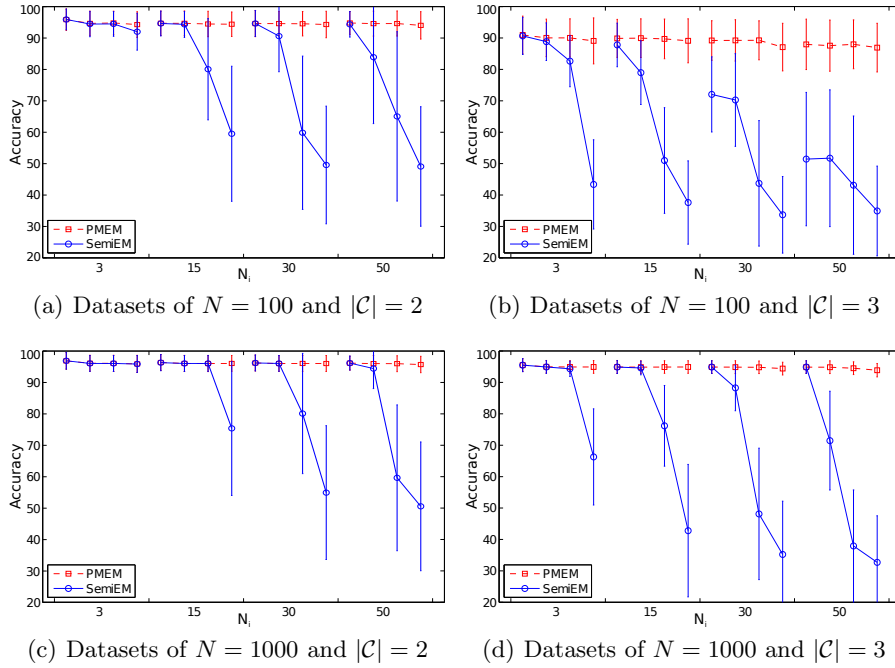 100
90
80
70
60
50
40
30
20
Accuracy
PMEM
SemiEM
3 15 30 50
N_i
(a) Datasets of N = 100 and |C| = 2
100
90
80
70
60
50
40
30
20
Accuracy
PMEM
SemiEM
3 15 30 50
N_i
(b) Datasets of N = 100 and |C| = 3
100
90
80
70
60
50
40
30
20
Accuracy
PMEM
SemiEM
3 15 30 50
N_i
(c) Datasets of N = 1000 and |C| = 2
100
90
80
70
60
50
40
30
20
Accuracy
PMEM
SemiEM
3 15 30 50
N_i
(d) Datasets of N = 1000 and |C| = 3